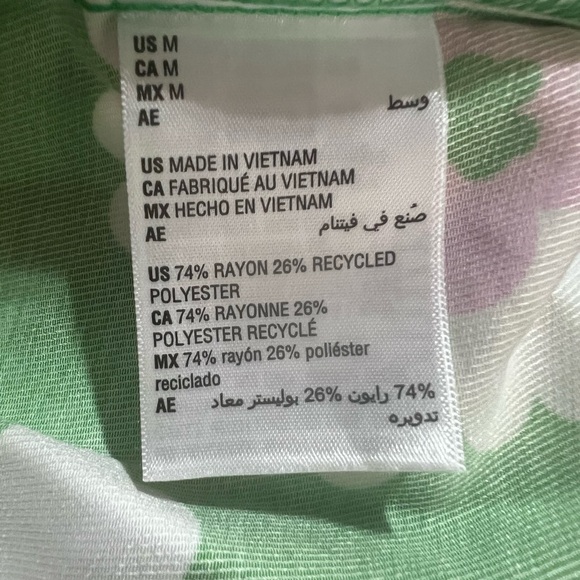 US M
CA M
MX M
AE وسط
US MADE IN VIETNAM
CA FABRIQUÉ AU VIETNAM
MX HECHO EN VIETNAM
AE صُنع في فيتنام
US 74% RAYON 26% RECYCLED
POLYESTER
CA 74% RAYONNE 26%
POLYESTER RECYCLÉ
MX 74% rayón 26% poliéster
reciclado
AE 74% رايون 26% بوليستر معاد
تدويره